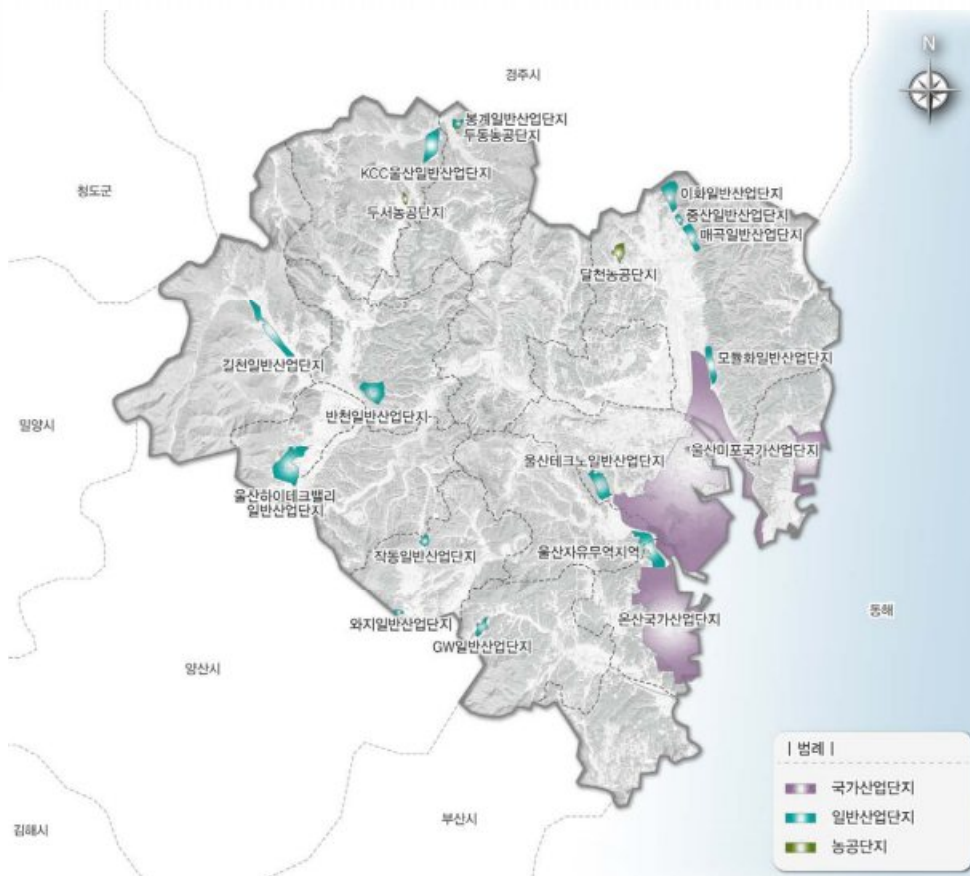 N
경주시
봉계일반산업단지
두동농공단지
KCC울산일반산업단지
청도군
두서농공단지
이화일반산업단지
중산일반산업단지
매곡일반산업단지
달천농공단지
길천일반산업단지
모듈화일반산업단지
반천일반산업단지
밀양시
울산미포국가산업단지
울산테크노일반산업단지
울산하이테크밸리
일반산업단지
작동일반산업단지
울산자유무역지역
동해
와지일반산업단지
온산국가산업단지
GW일반산업단지
양산시
부산시
김해시
| 범례 |
국가산업단지
일반산업단지
농공단지